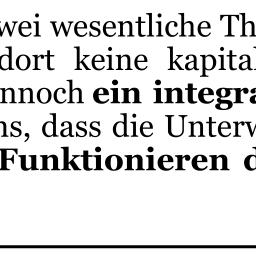 wei wesentliche Th
dort keine kapital
nnoch ein integra
ns, dass die Unterw
Funktionieren d